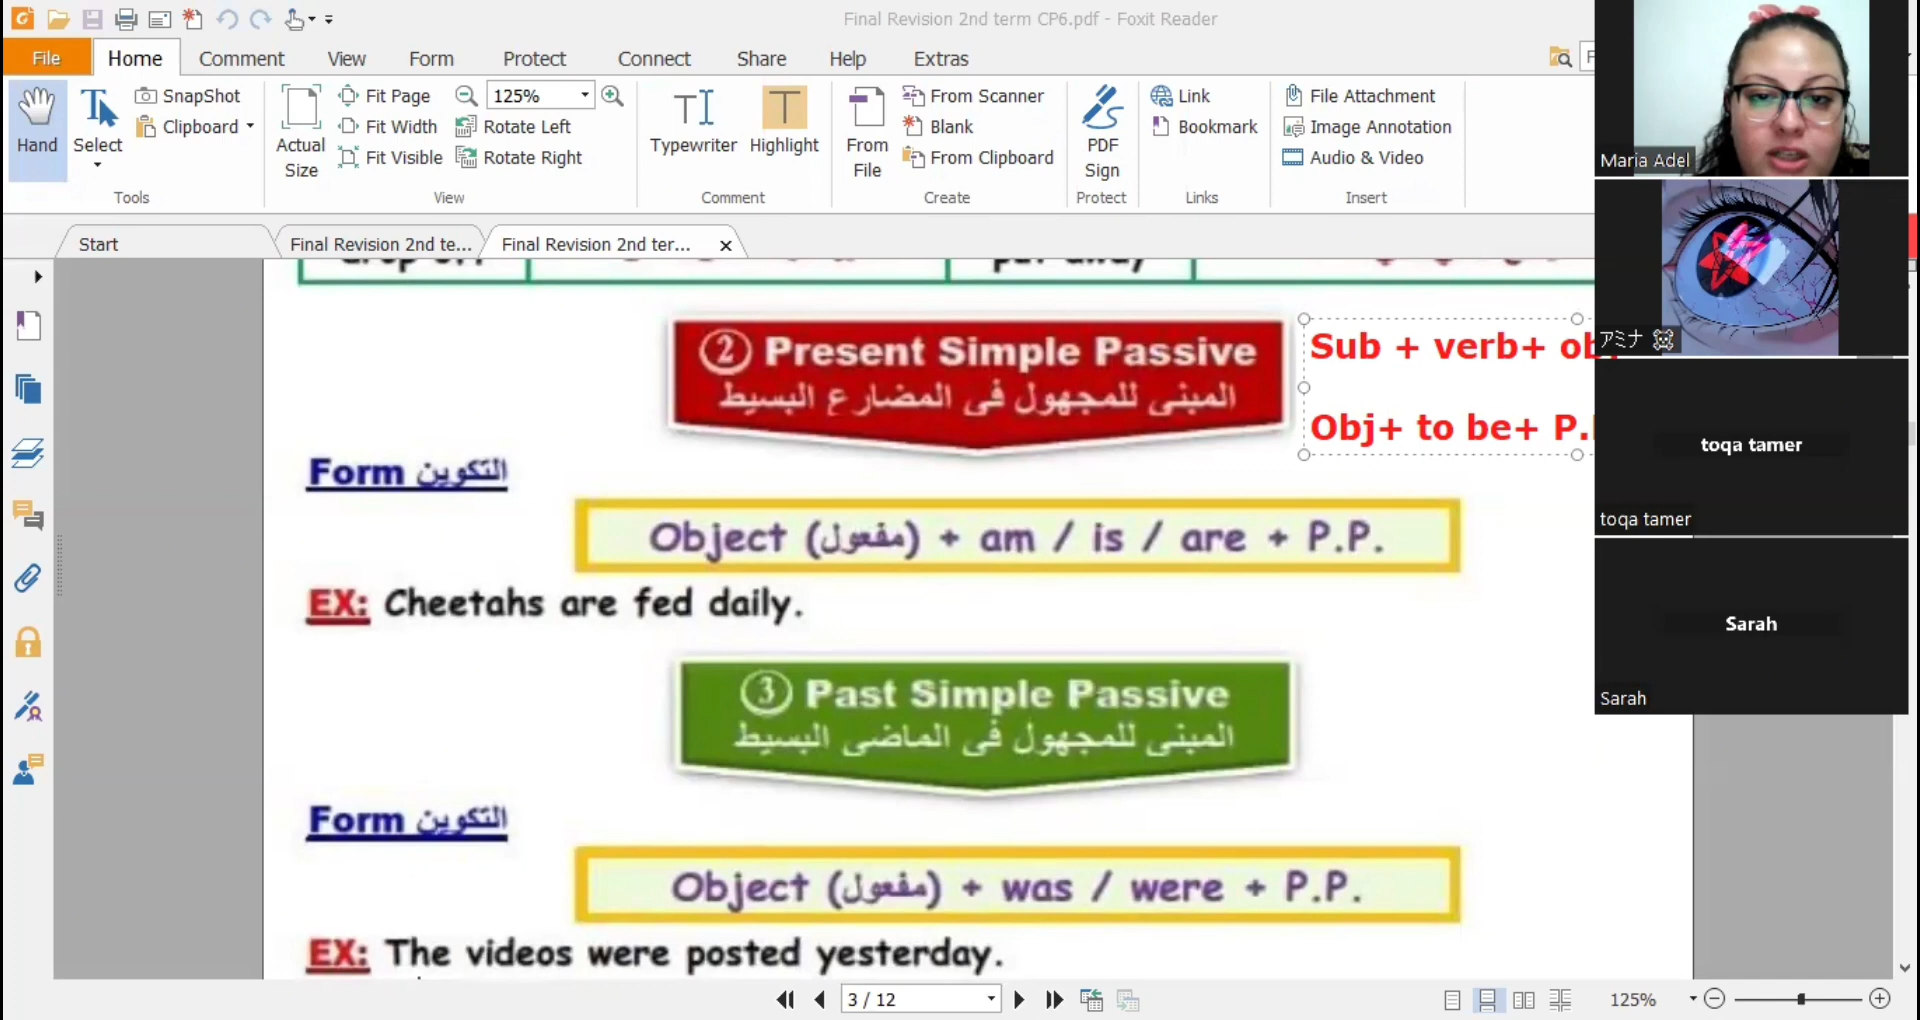 Final Revision 2nd term CP6.pdf - Foxit Reader
File
Home
Comment
View
Form
Protect
Connect
Share
Help
Extras
Hand
Select
SnapShot
Clipboard
Tools
Actual
Size
Fit Page
Fit Width
Fit Visible
125%
Rotate Left
Rotate Right
View
Typewriter
Highlight
Comment
From
File
From Scanner
Blank
From Clipboard
Create
PDF
Sign
Protect
Link
Bookmark
Links
File Attachment
Image Annotation
Audio & Video
Insert
Start
Final Revision 2nd te...
Final Revision 2nd ter...
② Present Simple Passive
المبنى للمجهول فى المضارع البسيط
Sub + verb+
Obj+ to be+
Form التكوين
Object (مفعول) + am / is / are + P.P.
EX: Cheetahs are fed daily.
③ Past Simple Passive
المبنى للمجهول فى الماضى البسيط
Form التكوين
Object (مفعول) + was / were + P.P.
EX: The videos were posted yesterday.
Maria Adel
アミナ
toqa tamer
toqa tamer
Sarah
Sarah
3 / 12
125%